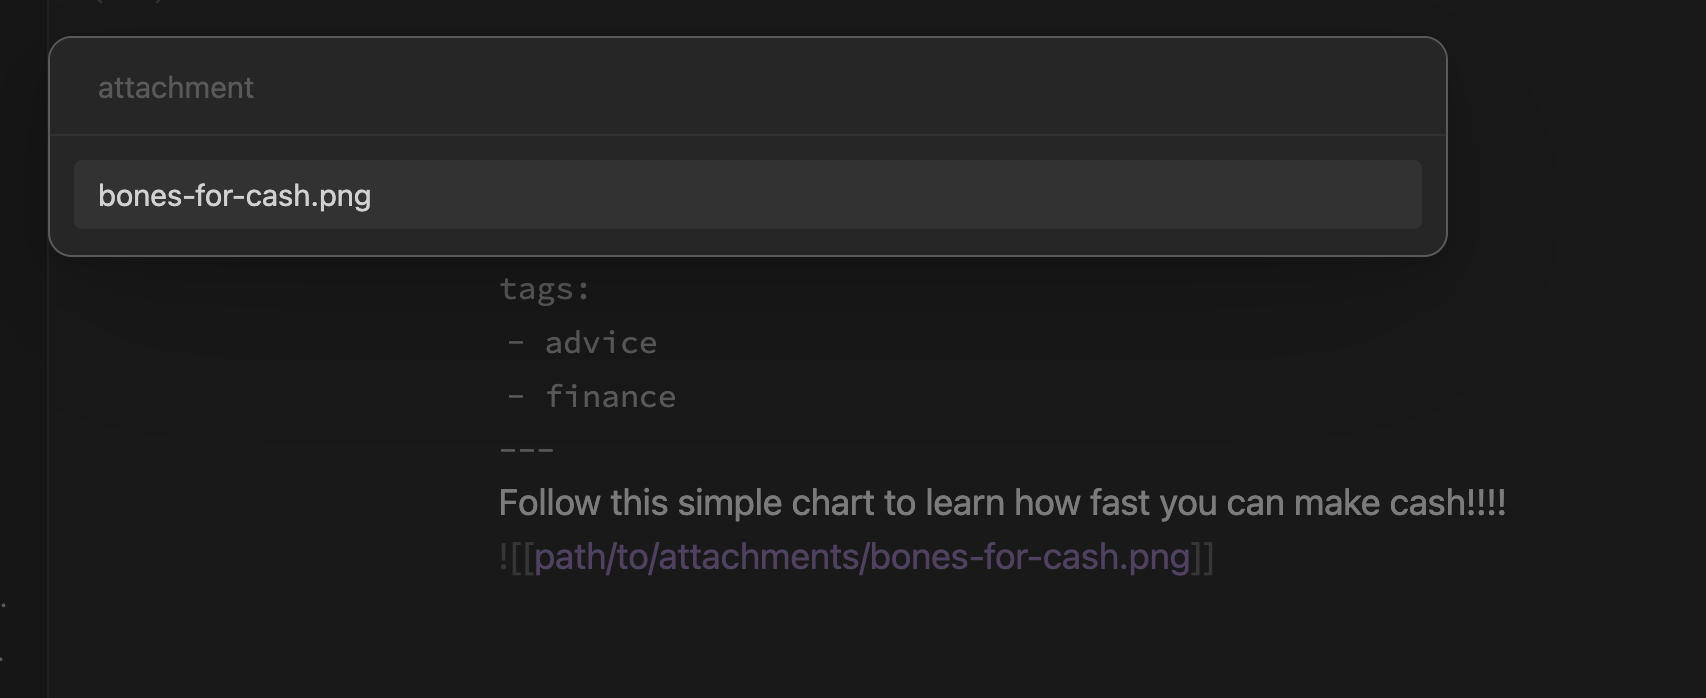 attachment
bones-for-cash.png
tags:
- advice
- finance
---
Follow this simple chart to learn how fast you can make cash!!!!
![[path/to/attachments/bones-for-cash.png]]